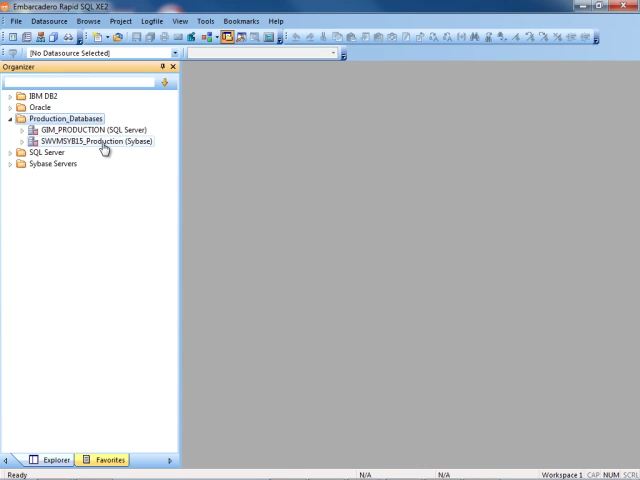 Embarcadero Rapid SQL XE2
File Datasource Browse Project Logfile View Tools Bookmarks Help
[No Datasource Selected]
Organizer
IBM DB2
Oracle
Production_Databases
GIM_PRODUCTION (SQL Server)
SWVMSYB15_Production (Sybase)
SQL Server
Sybase Servers
Explorer Favorites
Ready N/A N/A Workspace 1 CAP NUM SCRL